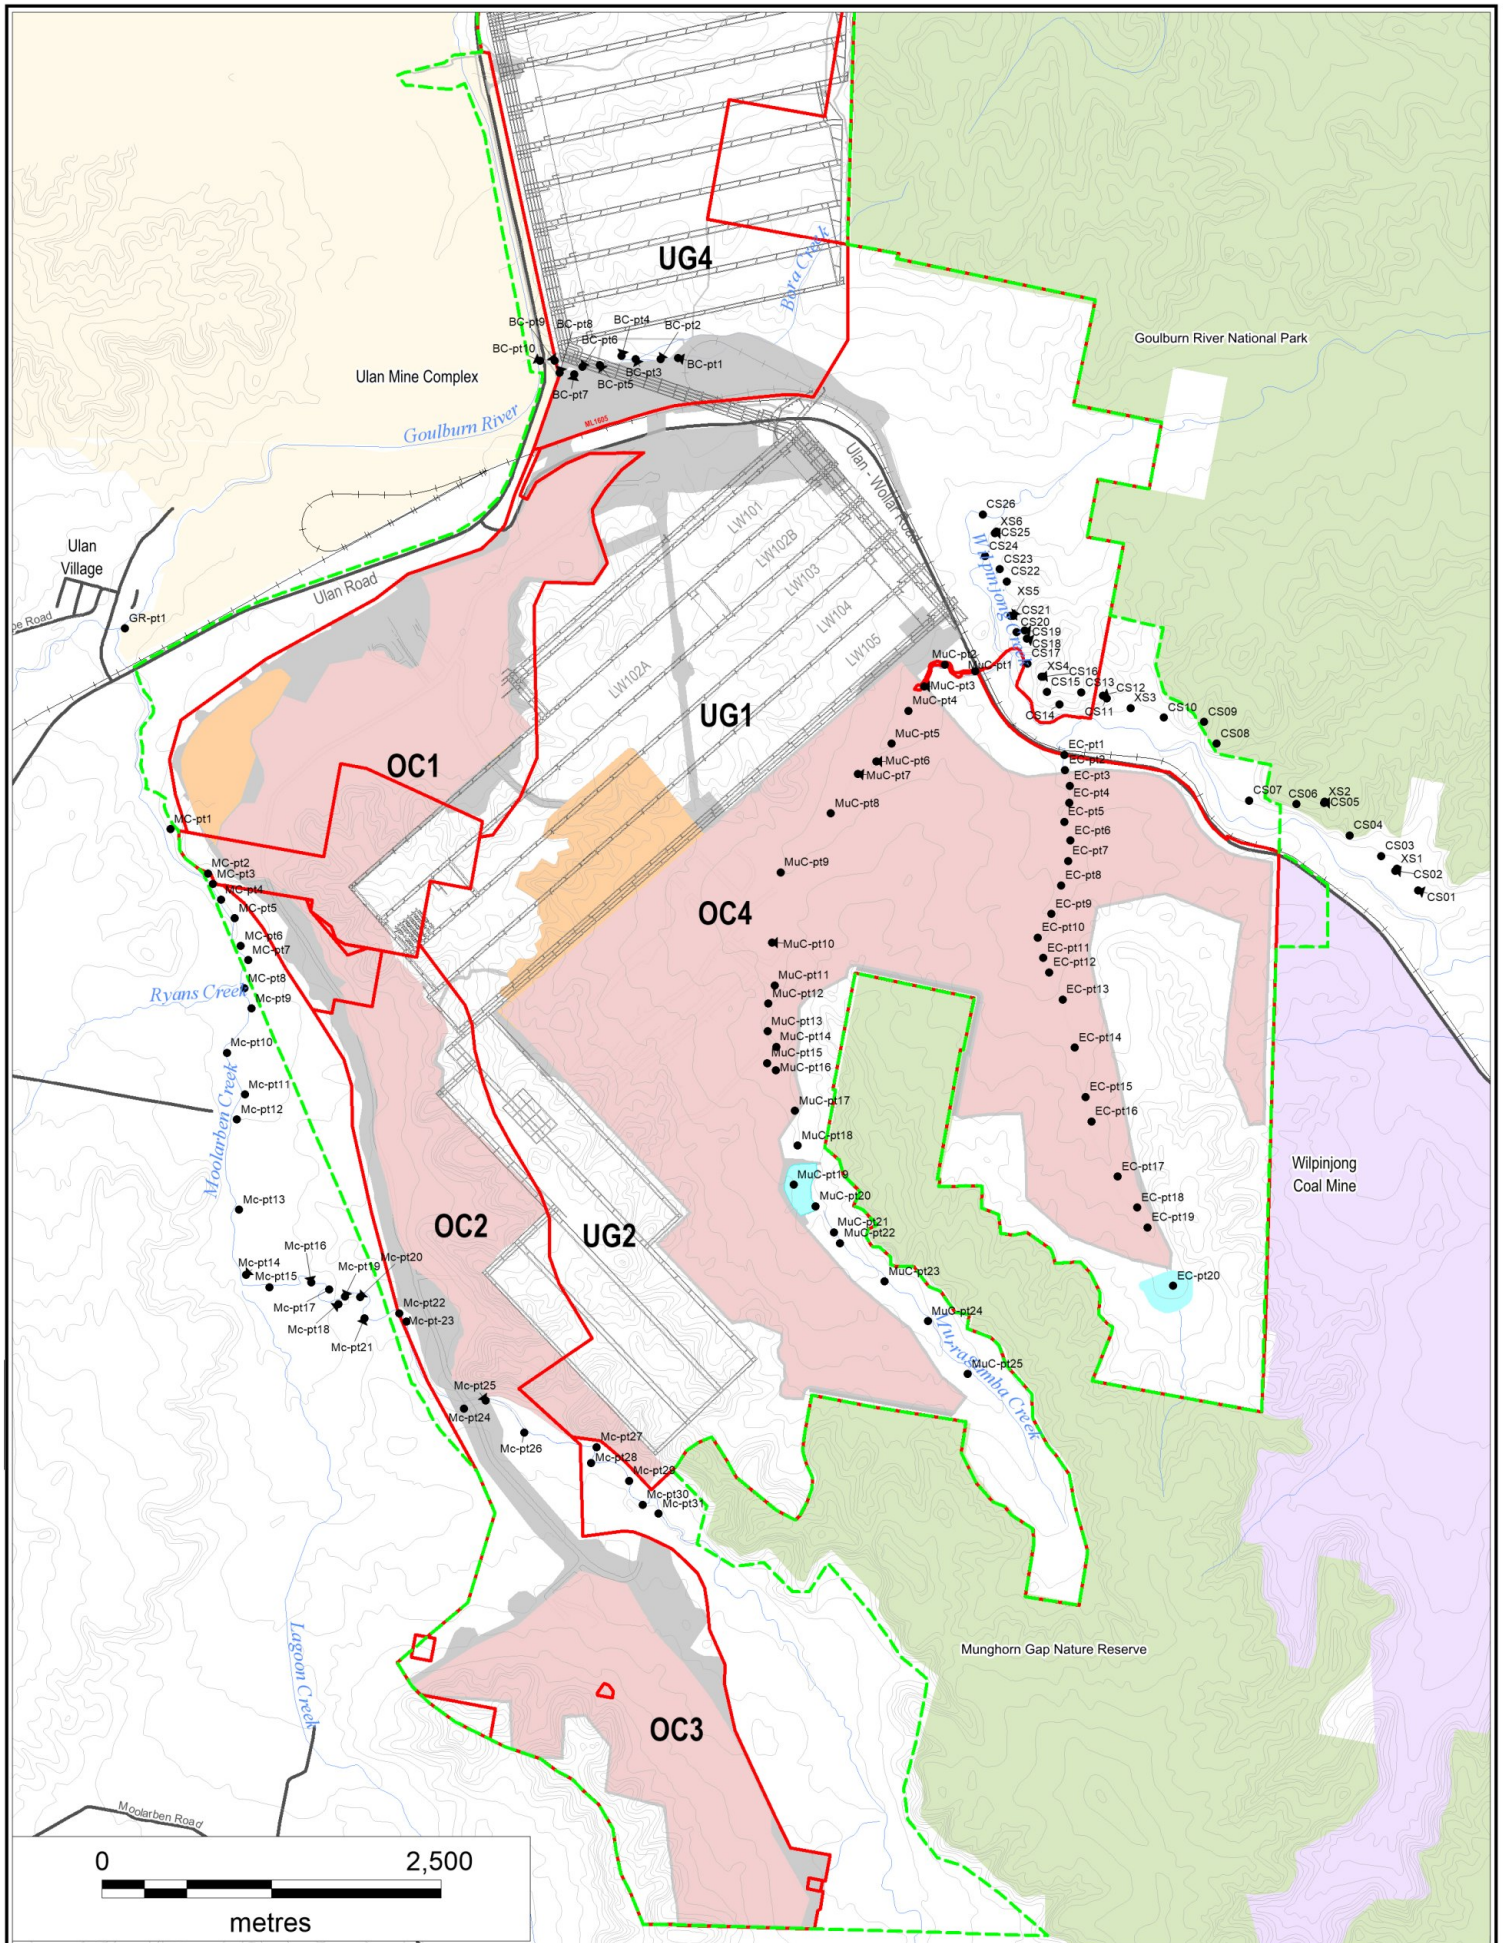 UG4
Bora Creek
BC-pt9
BC-pt8
BC-pt4
BC-pt2
BC-pt6
BC-pt10
BC-pt3
BC-pt1
BC-pt5
BC-pt7
Goulburn River National Park
Ulan Mine Complex
Goulburn River
ML1605
Ulan - Wollar Road
Ulan
Village
Ulan Road
GR-pt1
LW101
LW102B
LW103
LW104
LW105
LW102A
UG1
OC1
CS26
XS6
CS25
CS24
CS23
CS22
XS5
CS21
CS20
CS19
CS18
CS17
Wilpinjong Creek
XS4
CS16
CS15
CS13
CS12
CS14
CS11
XS3
CS10
CS09
CS08
CS07
CS06
XS2
CS05
CS04
CS03
XS1
CS02
CS01
MuC-pt2
MuC-pt1
MuC-pt3
MuC-pt4
MuC-pt5
MuC-pt6
MuC-pt7
MuC-pt8
MuC-pt9
OC4
MuC-pt10
MuC-pt11
MuC-pt12
MuC-pt13
MuC-pt14
MuC-pt15
MuC-pt16
MuC-pt17
MuC-pt18
MuC-pt19
MuC-pt20
MuC-pt21
MuC-pt22
MuC-pt23
MuC-pt24
MuC-pt25
Murragamba Creek
EC-pt1
EC-pt2
EC-pt3
EC-pt4
EC-pt5
EC-pt6
EC-pt7
EC-pt8
EC-pt9
EC-pt10
EC-pt11
EC-pt12
EC-pt13
EC-pt14
EC-pt15
EC-pt16
EC-pt17
EC-pt18
EC-pt19
EC-pt20
Wilpinjong
Coal Mine
MC-pt1
MC-pt2
MC-pt3
MC-pt4
MC-pt5
MC-pt6
MC-pt7
MC-pt8
Ryans Creek
Mc-pt9
Mc-pt10
Mc-pt11
Mc-pt12
Moolarben Creek
Mc-pt13
OC2
UG2
Mc-pt14
Mc-pt15
Mc-pt16
Mc-pt19
Mc-pt20
Mc-pt17
Mc-pt18
Mc-pt21
Mc-pt22
Mc-pt-23
Mc-pt25
Mc-pt24
Mc-pt26
Mc-pt27
Mc-pt28
Mc-pt29
Mc-pt30
Mc-pt31
Munghorn Gap Nature Reserve
Lagoon Creek
OC3
Moolarben Road
0 2,500
metres